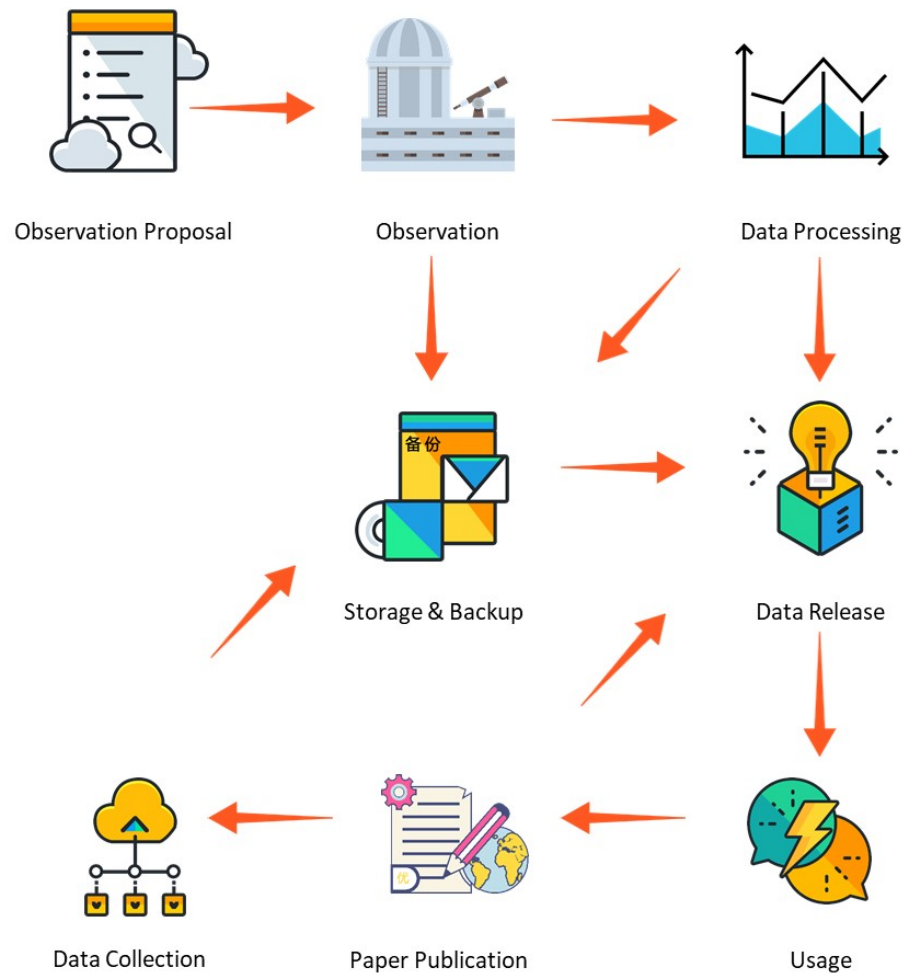 Observation Proposal
Observation
Data Processing
备份
Storage & Backup
Data Release
优
Data Collection
Paper Publication
Usage